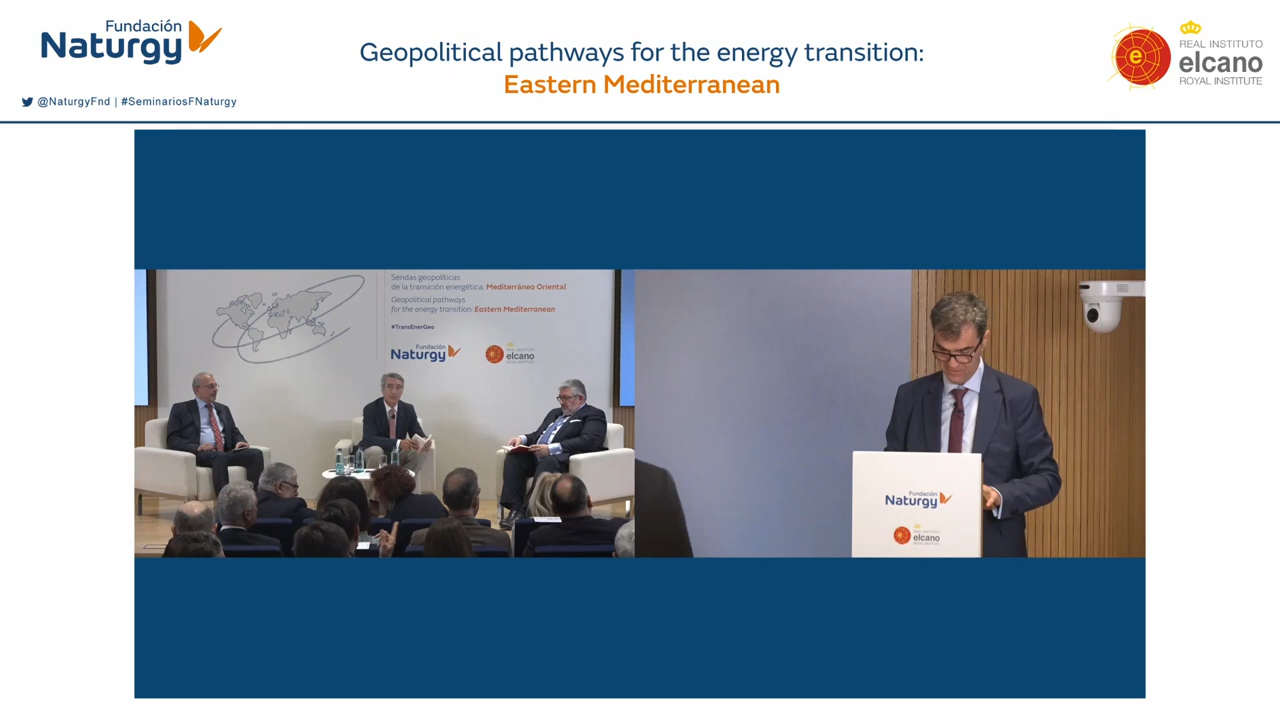 Fundación
Naturgy
@NaturgyFnd | #SeminariosFNaturgy
Geopolitical pathways for the energy transition:
Eastern Mediterranean
REAL INSTITUTO
elcano
ROYAL INSTITUTE
Sendas geopolíticas
de la transición energética: Mediterráneo Oriental
Geopolitical pathways
for the energy transition: Eastern Mediterranean
#TransEnerGeo
Fundación
Naturgy
elcano
ROYAL INSTITUTE
Fundación
Naturgy
elcano